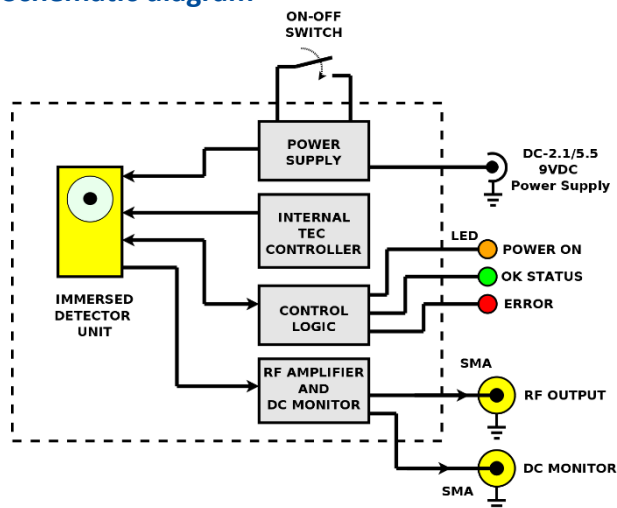 Schematic diagram
ON-OFF
SWITCH
POWER
SUPPLY
DC-2.1/5.5
9VDC
Power Supply
INTERNAL
TEC
CONTROLLER
LED
POWER ON
OK STATUS
ERROR
IMMERSED
DETECTOR
UNIT
CONTROL
LOGIC
RF AMPLIFIER
AND
DC MONITOR
SMA
RF OUTPUT
DC MONITOR
SMA